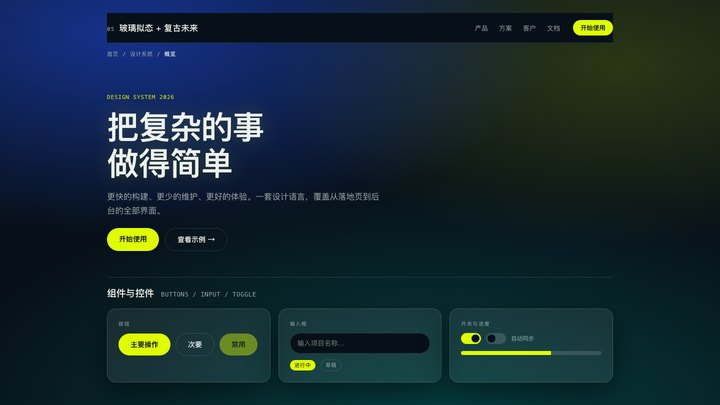 05 玻璃拟态 + 复古未来 产品 方案 客户 文档 开始使用
首页 / 设计系统 / 概览
DESIGN SYSTEM 2026
把复杂的事
做得简单
更快的构建、更少的维护、更好的体验。一套设计语言，覆盖从落地页到后
台的全部界面。
开始使用 查看示例 →
组件与控件 BUTTONS / INPUT / TOGGLE
按钮
主要操作 次要 禁用
输入框
输入项目名称…
进行中 草稿
开关与进度
自动同步